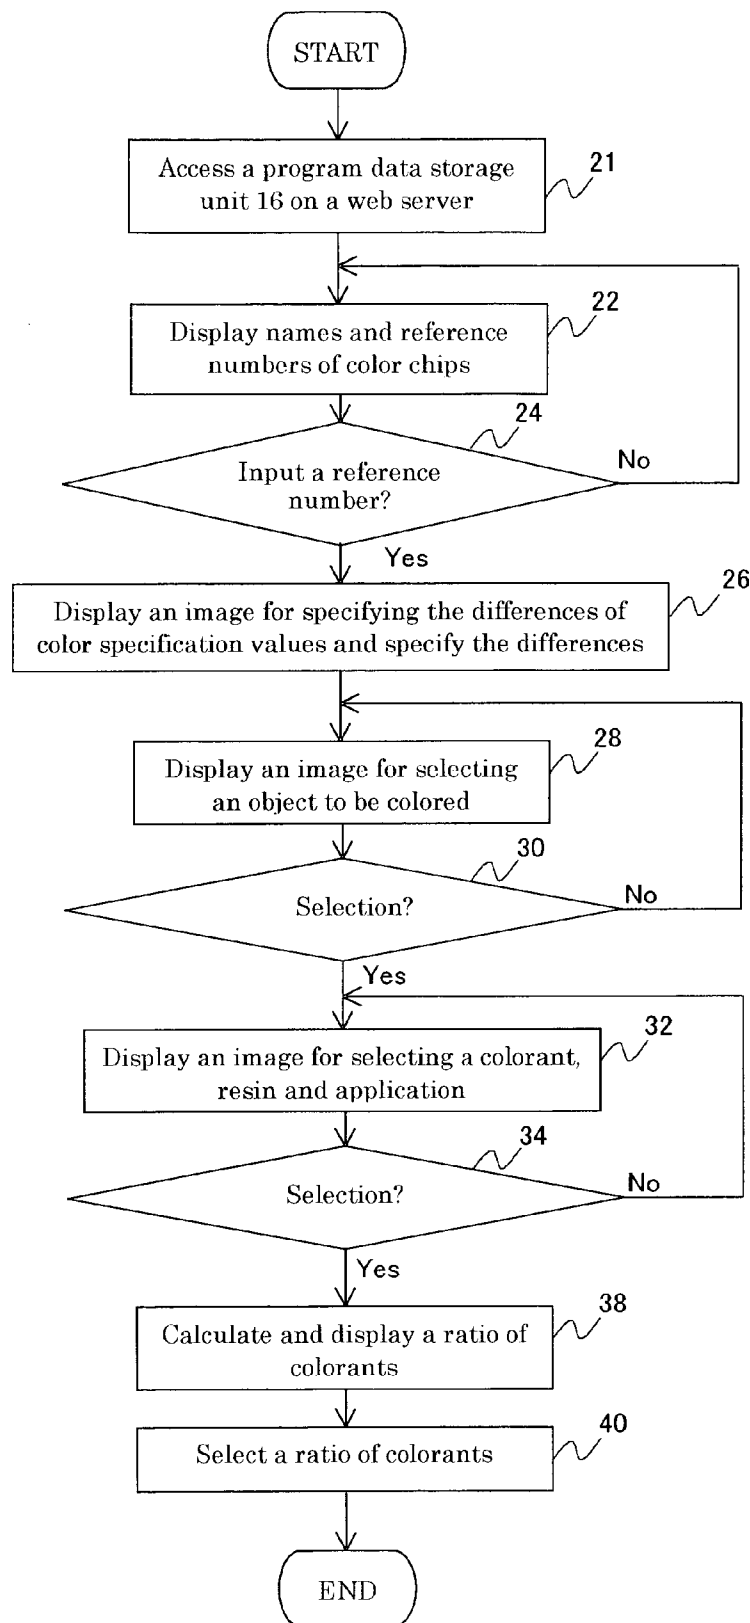 START
Access a program data storage
unit 16 on a web server
21
Display names and reference
numbers of color chips
22
24
Input a reference
number?
No
Yes
26
Display an image for specifying the differences of
color specification values and specify the differences
28
Display an image for selecting
an object to be colored
30
Selection?
No
Yes
32
Display an image for selecting a colorant,
resin and application
34
Selection?
No
Yes
38
Calculate and display a ratio of
colorants
40
Select a ratio of colorants
END